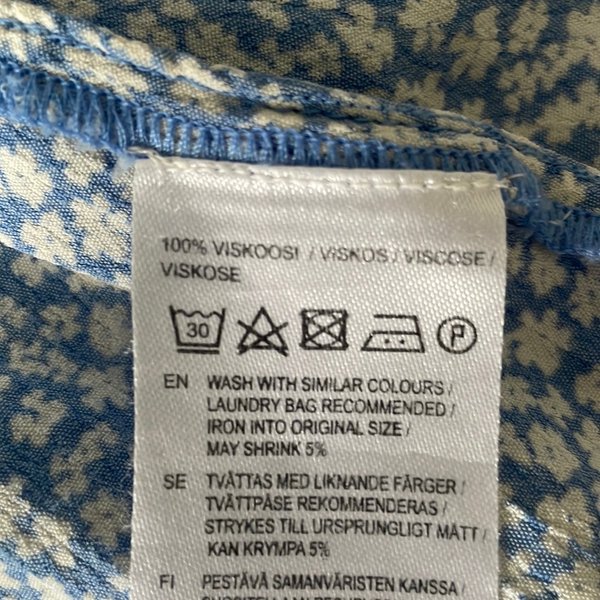 100% VISKOOSI / VISKOS / VISCOSE /
VISKOSE
30 P
EN WASH WITH SIMILAR COLOURS /
LAUNDRY BAG RECOMMENDED /
IRON INTO ORIGINAL SIZE /
MAY SHRINK 5%
SE TVÄTTAS MED LIKNANDE FÄRGER /
TVÄTTPÅSE REKOMMENDERAS /
STRYKES TILL URSPRUNGLIGT MÅTT /
KAN KRYMPA 5%
FI PESTÄVÄ SAMANVÄRISTEN KANSSA /